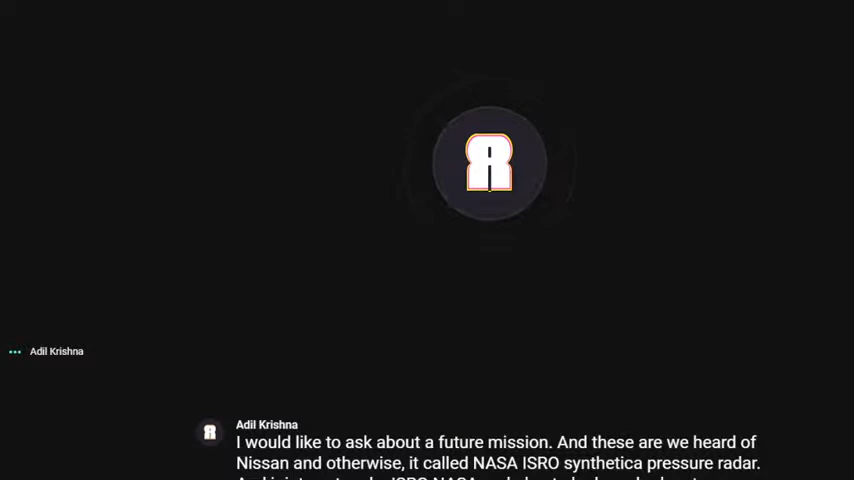 Adil Krishna
Adil Krishna
I would like to ask about a future mission. And these are we heard of
Nissan and otherwise, it called NASA ISRO synthetica pressure radar.